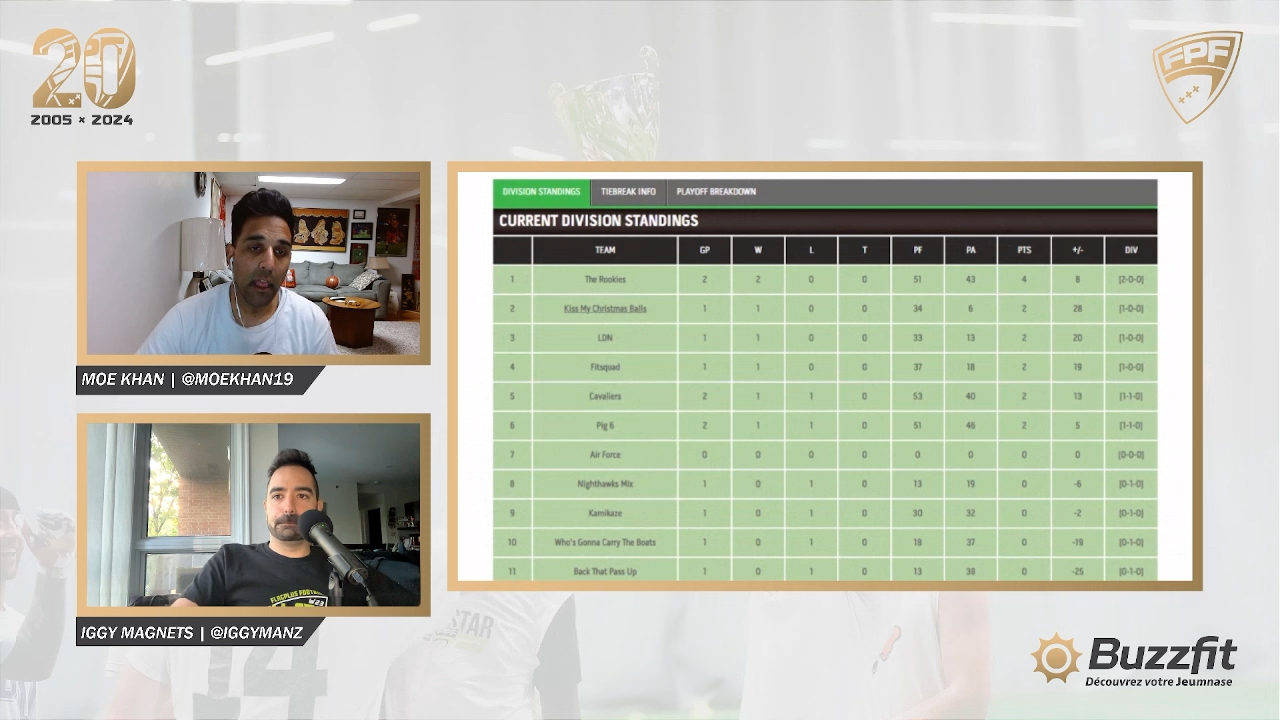 20
2005 × 2024
FPF
MOE KHAN | @MOEKHAN19
FLAGPLUS FOOTBALL
IGGY MAGNETS | @IGGYMANZ
DIVISION STANDINGS TIEBREAK INFO PLAYOFF BREAKDOWN
CURRENT DIVISION STANDINGS
TEAM GP W L T PF PA PTS +/- DIV
1 The Rookies 2 2 0 0 51 43 4 8 [2-0-0]
2 Kiss My Christmas Balls 1 1 0 0 34 6 2 28 [1-0-0]
3 LDN 1 1 0 0 33 13 2 20 [1-0-0]
4 Fitsquad 1 1 0 0 37 18 2 19 [1-0-0]
5 Cavaliers 2 1 1 0 53 40 2 13 [1-1-0]
6 Pig 6 2 1 1 0 51 46 2 5 [1-1-0]
7 Air Force 0 0 0 0 0 0 0 0 [0-0-0]
8 Nighthawks Mix 1 0 1 0 13 19 0 -6 [0-1-0]
9 Kamikaze 1 0 1 0 30 32 0 -2 [0-1-0]
10 Who's Gonna Carry The Boats 1 0 1 0 18 37 0 -19 [0-1-0]
11 Back That Pass Up 1 0 1 0 13 38 0 -25 [0-1-0]
STAR
14
Buzzfit
Découvrez votre Jeumnase